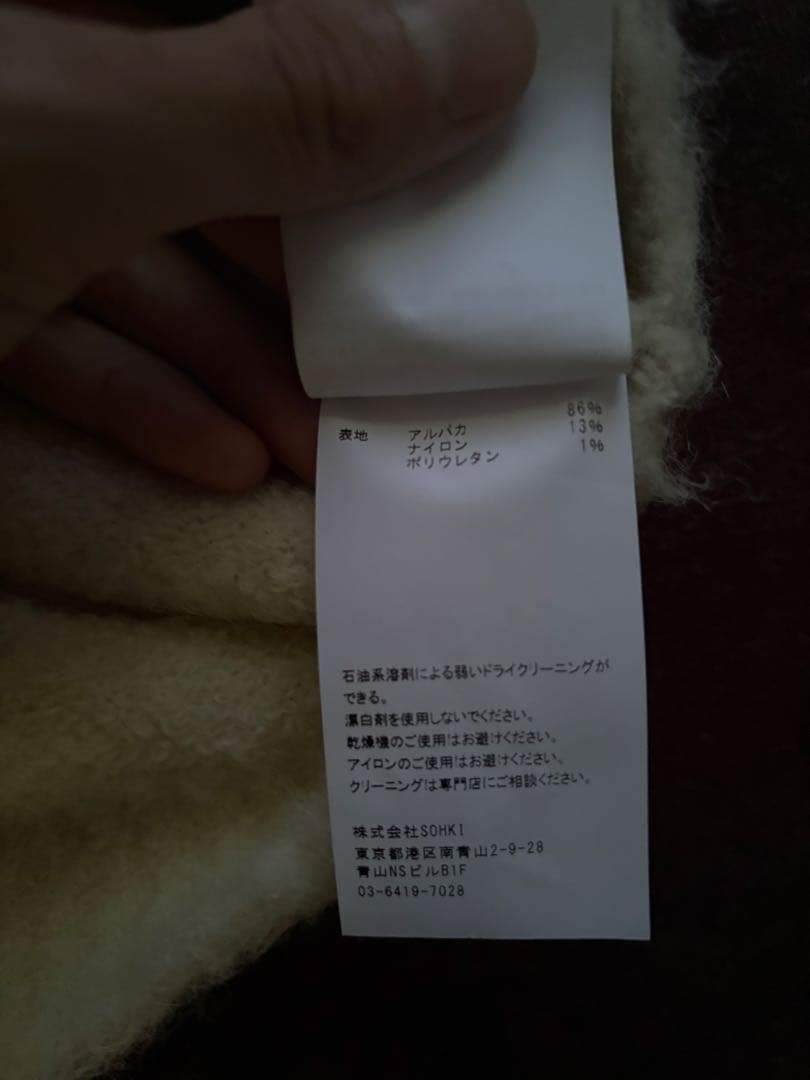 表地 アルパカ 86%
ナイロン 13%
ポリウレタン 1%
石油系溶剤による弱いドライクリーニングが
できる。
漂白剤を使用しないでください。
乾燥機のご使用はお避けください。
アイロンのご使用はお避けください。
クリーニングは専門店にご相談ください。
株式会社SOHKI
東京都港区南青山2-9-28
青山NSビルB1F
03-6419-7028